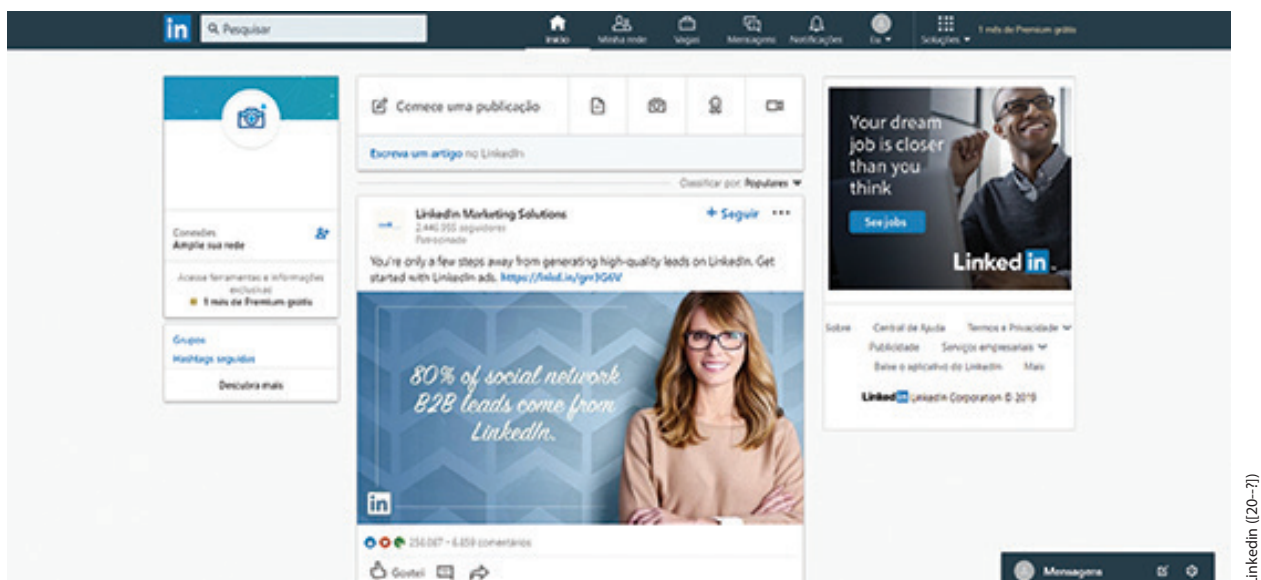 in
Pesquisar
Início
Minha rede
Vagas
Mensagens
Notificações
Eu
Soluções
1 mês de Premium grátis
Comece uma publicação
Escreva um artigo no LinkedIn
Classificar por: Populares
Conexões
Amplie sua rede
Acesse ferramentas e informações
exclusivas
1 mês de Premium grátis
Grupos
Hashtags seguidas
Descubra mais
LinkedIn Marketing Solutions
seguidores
Patrocinado
+ Seguir
You're only a few steps away from generating high-quality leads on LinkedIn. Get
started with LinkedIn ads.
80% of social network
B2B leads come from
LinkedIn.
in
comentários
Gostei
Your dream
job is closer
than you
think
See jobs
Linked in
Sobre Central de Ajuda Termos e Privacidade
Publicidade Serviços empresariais
Baixe o aplicativo do LinkedIn Mais
Linked in LinkedIn Corporation © 2019
Mensagens
Linkedin ([20--?])